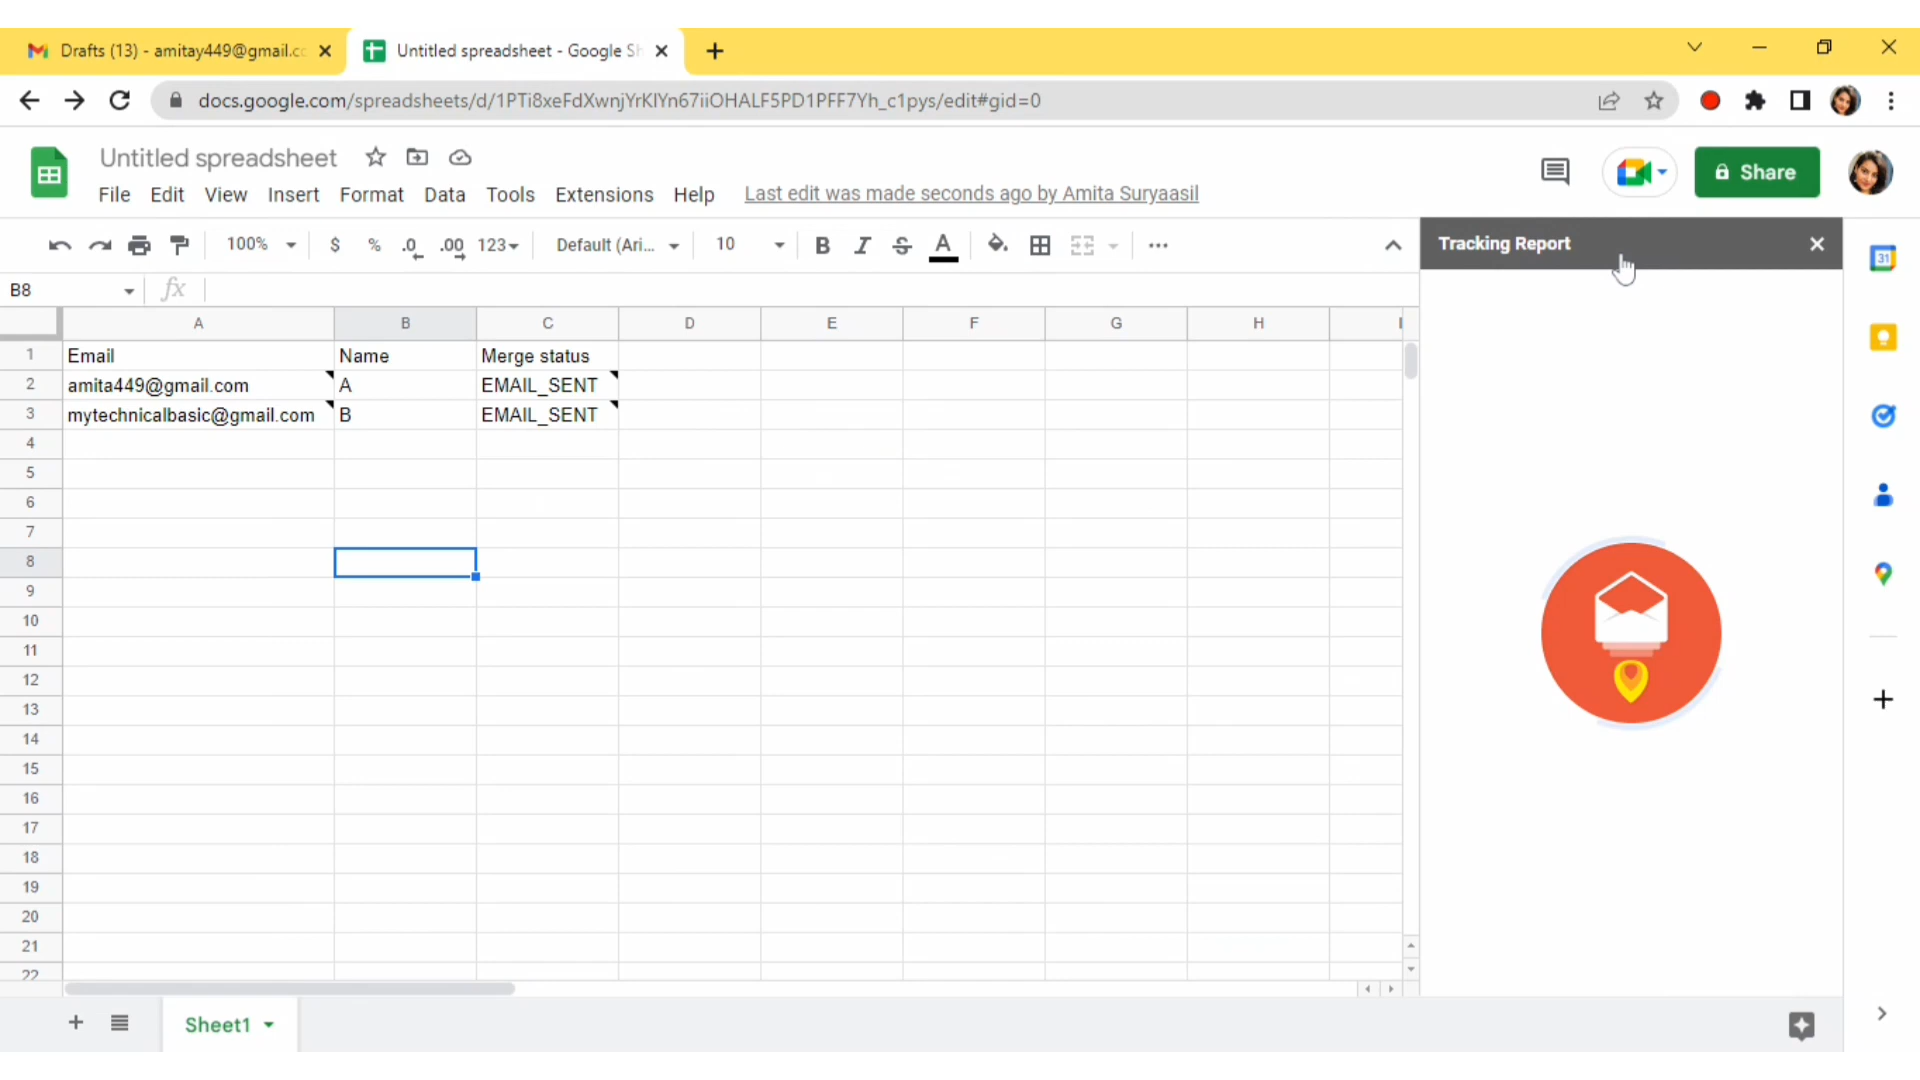 Drafts (13) - amitay449@gmail.cc
Untitled spreadsheet - Google Sh
docs.google.com/spreadsheets/d/1PTi8xeFdXwnjYrKIYn67iiOHALF5PD1PFF7Yh_c1pys/edit#gid=0
Untitled spreadsheet
File Edit View Insert Format Data Tools Extensions Help Last edit was made seconds ago by Amita Suryaasil
Share
100% $ % .0 .00 123 Default (Ari... 10 B I S A
Tracking Report
31
B8 fx
A B C D E F G H I
1 Email Name Merge status
2 amita449@gmail.com A EMAIL_SENT
3 mytechnicalbasic@gmail.com B EMAIL_SENT
4
5
6
7
8
9
10
11
12
13
14
15
16
17
18
19
20
21
22
Sheet1